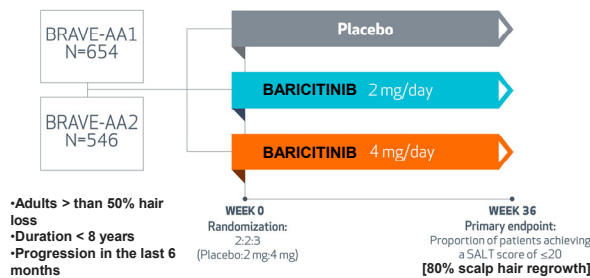 BRAVE-AA1
N=654
BRAVE-AA2
N=546
Placebo
BARICITINIB 2 mg/day
BARICITINIB 4 mg/day
•Adults > than 50% hair
loss
•Duration < 8 years
•Progression in the last 6
months
WEEK 0
Randomization:
2:2:3
(Placebo:2 mg:4 mg)
WEEK 36
Primary endpoint:
Proportion of patients achieving
a SALT score of ≤20
[80% scalp hair regrowth]